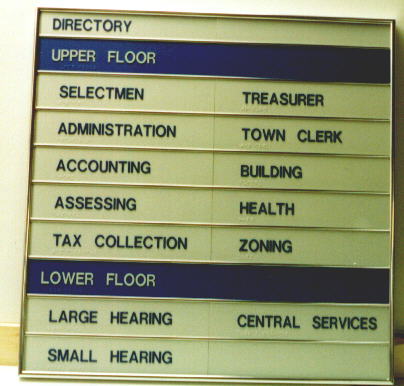 DIRECTORY
UPPER FLOOR
SELECTMEN TREASURER
ADMINISTRATION TOWN CLERK
ACCOUNTING BUILDING
ASSESSING HEALTH
TAX COLLECTION ZONING
LOWER FLOOR
LARGE HEARING CENTRAL SERVICES
SMALL HEARING